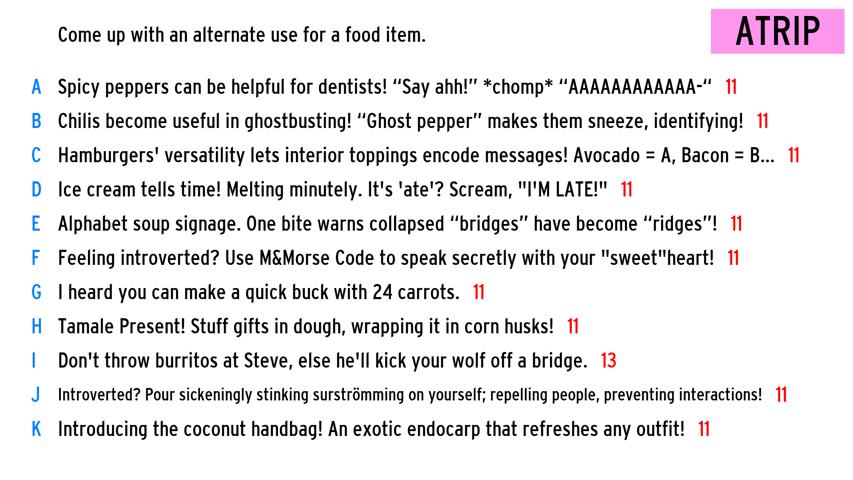 Come up with an alternate use for a food item.
ATRIP
A Spicy peppers can be helpful for dentists! “Say ahh!” *chomp* “AAAAAAAAAAAA-“ 11
B Chilis become useful in ghostbusting! “Ghost pepper” makes them sneeze, identifying! 11
C Hamburgers' versatility lets interior toppings encode messages! Avocado = A, Bacon = B... 11
D Ice cream tells time! Melting minutely. It's 'ate'? Scream, "I'M LATE!" 11
E Alphabet soup signage. One bite warns collapsed “bridges” have become “ridges”! 11
F Feeling introverted? Use M&Morse Code to speak secretly with your "sweet"heart! 11
G I heard you can make a quick buck with 24 carrots. 11
H Tamale Present! Stuff gifts in dough, wrapping it in corn husks! 11
I Don't throw burritos at Steve, else he'll kick your wolf off a bridge. 13
J Introverted? Pour sickeningly stinking surströmming on yourself; repelling people, preventing interactions! 11
K Introducing the coconut handbag! An exotic endocarp that refreshes any outfit! 11